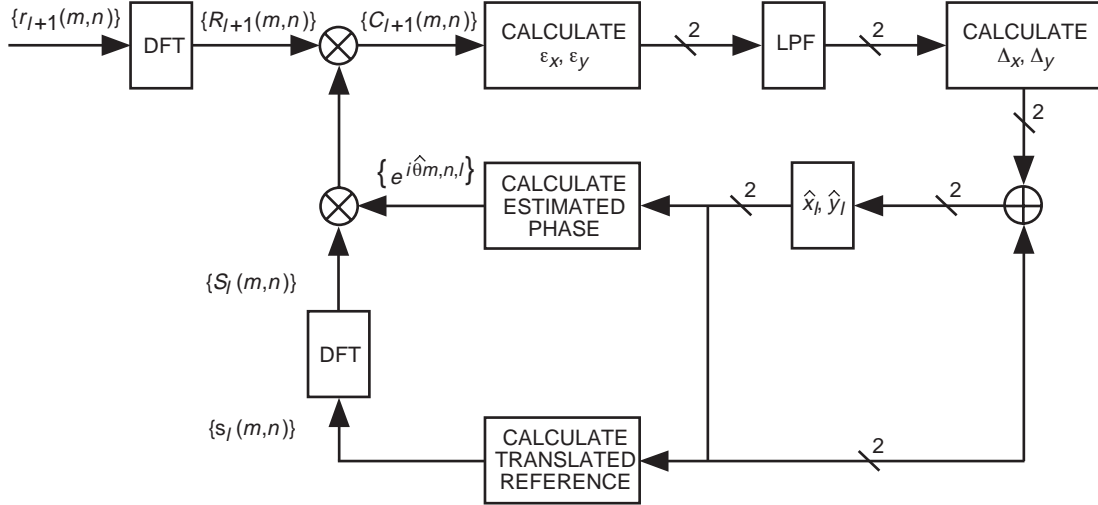 {r_{l+1}(m,n)}
DFT
{R_{l+1}(m,n)}
{C_{l+1}(m,n)}
CALCULATE
ε_x, ε_y
2
LPF
2
CALCULATE
Δ_x, Δ_y
2
{e^{iθ̂m,n,l}}
CALCULATE
ESTIMATED
PHASE
2
x̂_l, ŷ_l
2
{S_l(m,n)}
DFT
{s_l(m,n)}
CALCULATE
TRANSLATED
REFERENCE
2